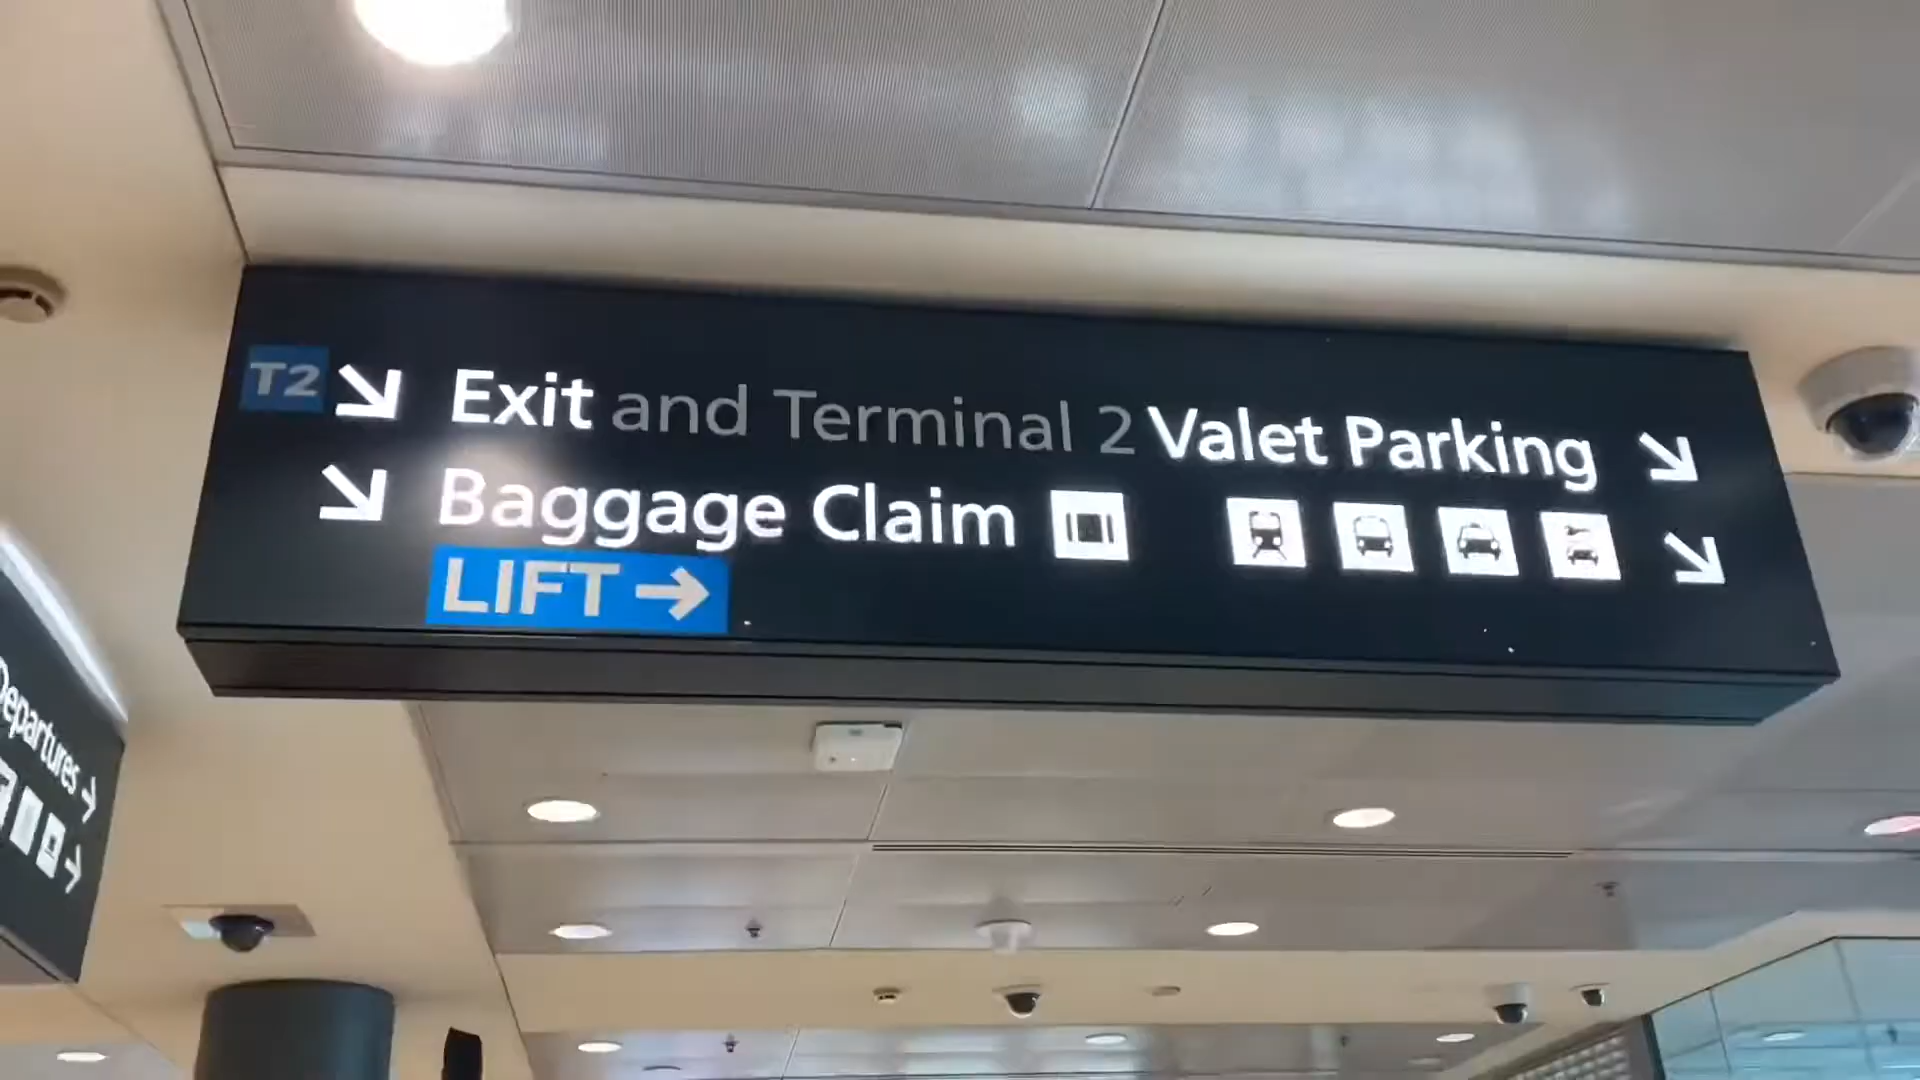 T2 Exit and Terminal 2 Valet Parking
Baggage Claim
LIFT
Departures